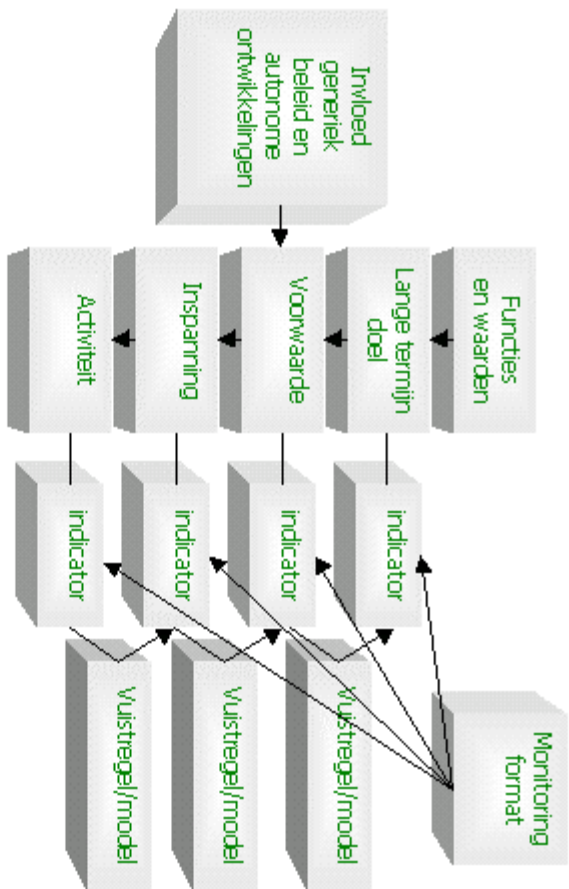 Functies
en waarden
Lange termijn
doel
Voorwaarde
Inspanning
Activiteit
Invloed
generiek
beleid en
autonome
ontwikkelingen
indicator
indicator
indicator
indicator
Vuistregel/model
Vuistregel/model
Vuistregel/model
Monitoring
format